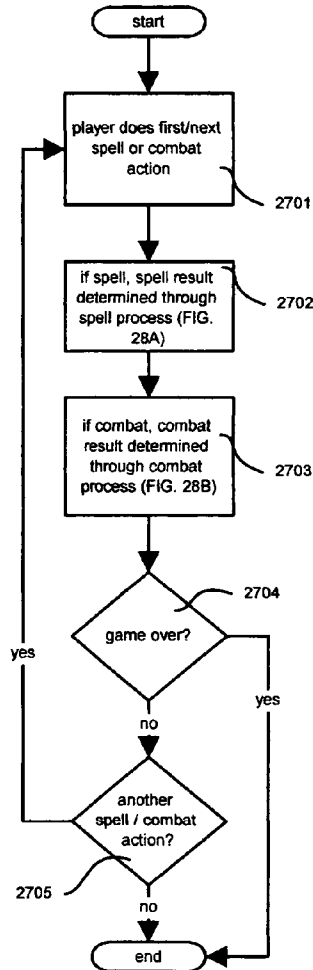 start
player does first/next
spell or combat
action
2701
if spell, spell result
determined through
spell process (FIG.
28A)
2702
if combat, combat
result determined
through combat
process (FIG. 28B)
2703
2704
game over?
yes
yes
no
another
spell / combat
action?
2705
no
end